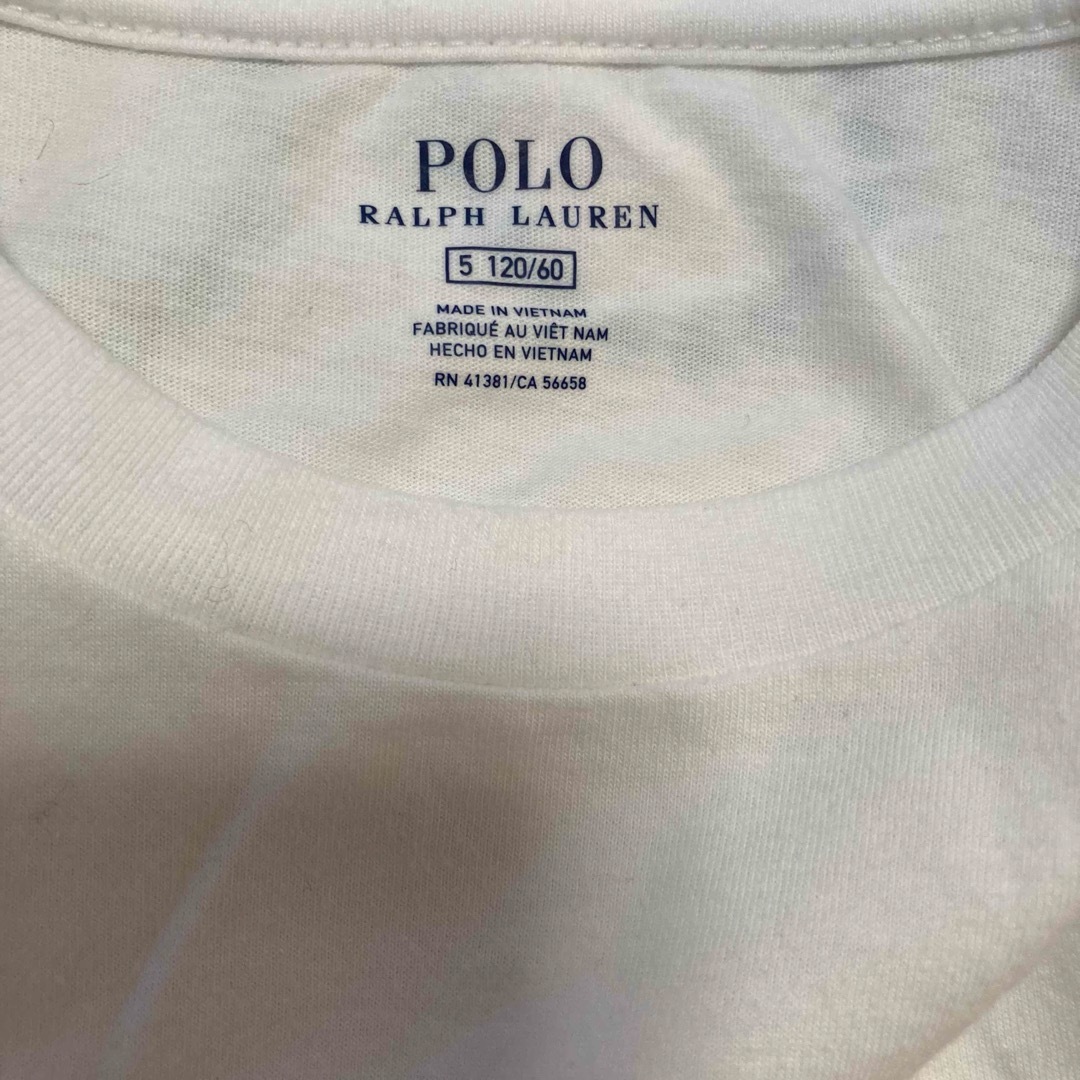 POLO
RALPH LAUREN
5 120/60
MADE IN VIETNAM
FABRIQUÉ AU VIÊT NAM
HECHO EN VIETNAM
RN 41381/CA 56658